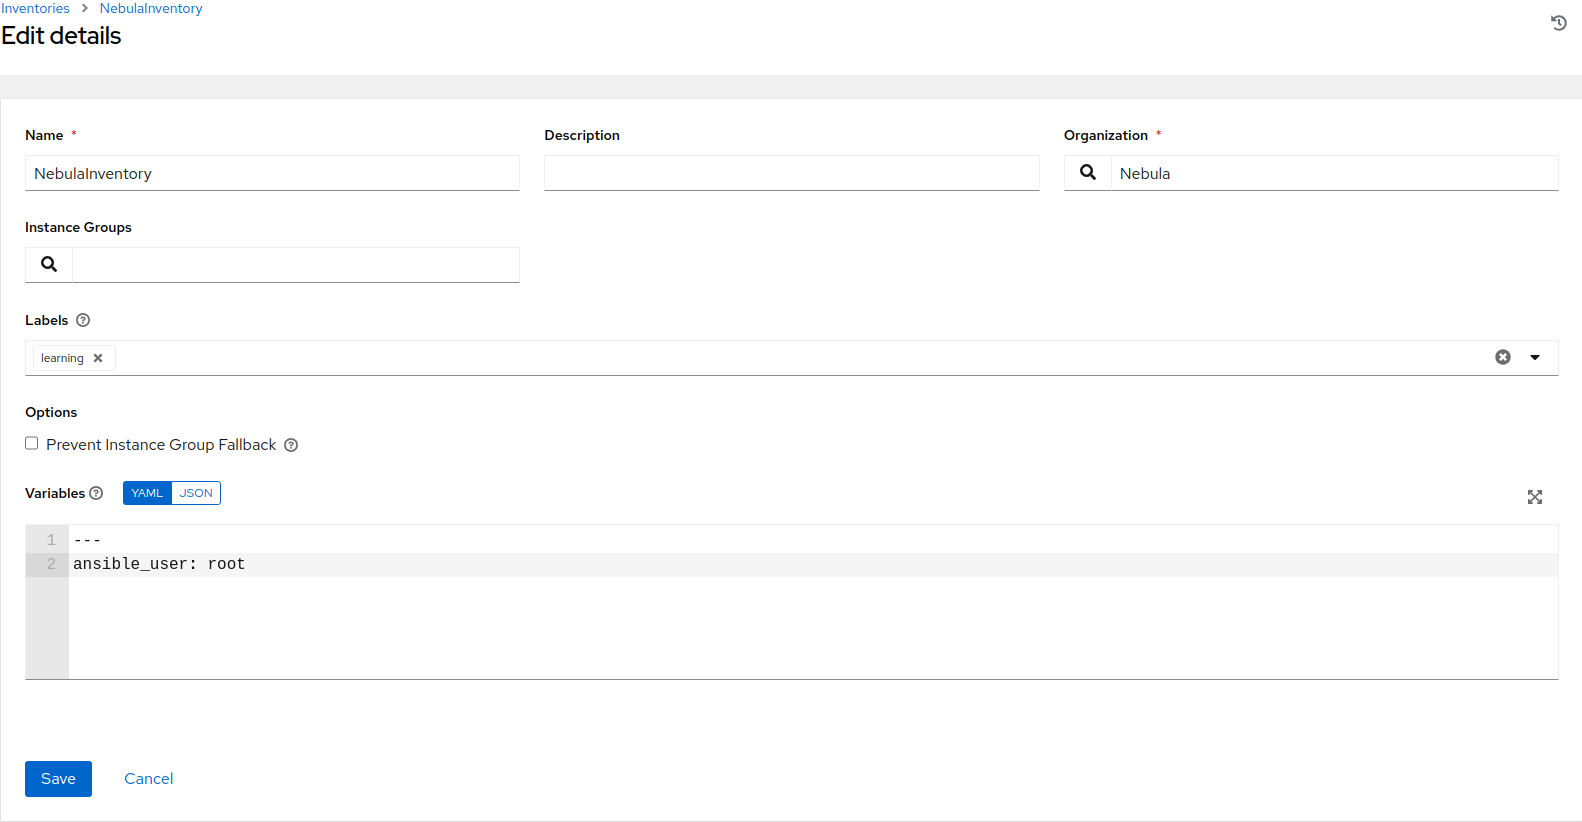 Inventories > NebulaInventory
Edit details
Name * Description Organization *
NebulaInventory Nebula
Instance Groups
Labels
learning
Options
Prevent Instance Group Fallback
Variables YAML JSON
1 ---
2 ansible_user: root
Save Cancel